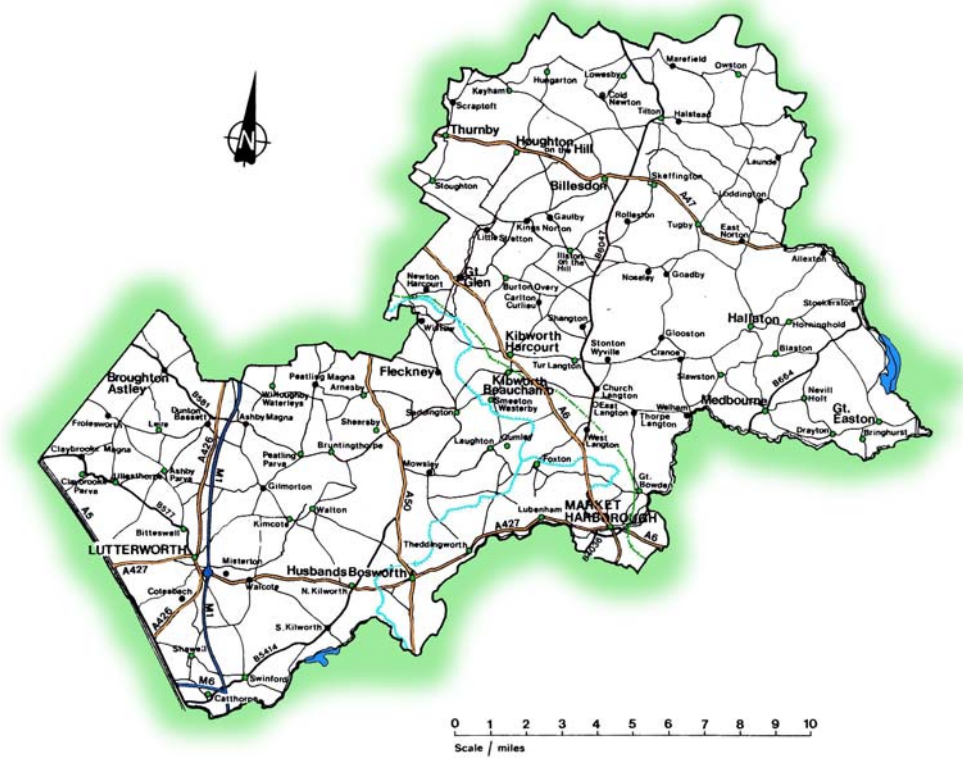 Marefield
Owston
Hungarton
Lowesby
Keyham
Cold
Newton
Scraptoft
Tilton
Halstead
Thurnby
Houghton
on the Hill
Launde
Skeffington
Billesdon
A47
Stoughton
Loddington
Gaulby
Rolleston
Kings Norton
Tugby
East
Norton
Little Stretton
B6047
Illston
on the
Hill
Allexton
Gt.
Glen
Noseley
Goadby
Newton
Harcourt
Burton Overy
Carlton
Curlieu
Stockerston
Shangton
Hallaton
Horninghold
Wistow
Kibworth
Harcourt
Stonton
Wyville
Glooston
Cranoe
Blaston
Tur Langton
Fleckney
Slawston
B664
Broughton
Astley
Peatling Magna
Kibworth
Beauchamp
Church
Langton
Nevill
Holt
B581
Willoughby
Waterleys
Arnesby
Smeeton
Westerby
A6
Medbourne
Dunton
Bassett
Ashby Magna
Saddington
East
Langton
Thorpe
Langton
Welham
Gt.
Easton
Frolesworth
Leire
Shearsby
Drayton
Bringhurst
A426
Bruntingthorpe
Laughton
Gumley
West
Langton
Claybrooke Magna
Peatling
Parva
M1
Mowsley
Foxton
Claybrooke
Parva
Ullesthorpe
Ashby
Parva
Gilmorton
Gt.
Bowden
A5
B577
A50
Walton
Lubenham
MARKET
HARBOROUGH
Kimcote
Bitteswell
A427
A6
Theddingworth
B4036
LUTTERWORTH
Misterton
Husbands Bosworth
A427
Walcote
N. Kilworth
Cotesbach
M1
A426
S. Kilworth
Shawell
B5414
M6
Swinford
Catthorpe
N
0 1 2 3 4 5 6 7 8 9 10
Scale / miles